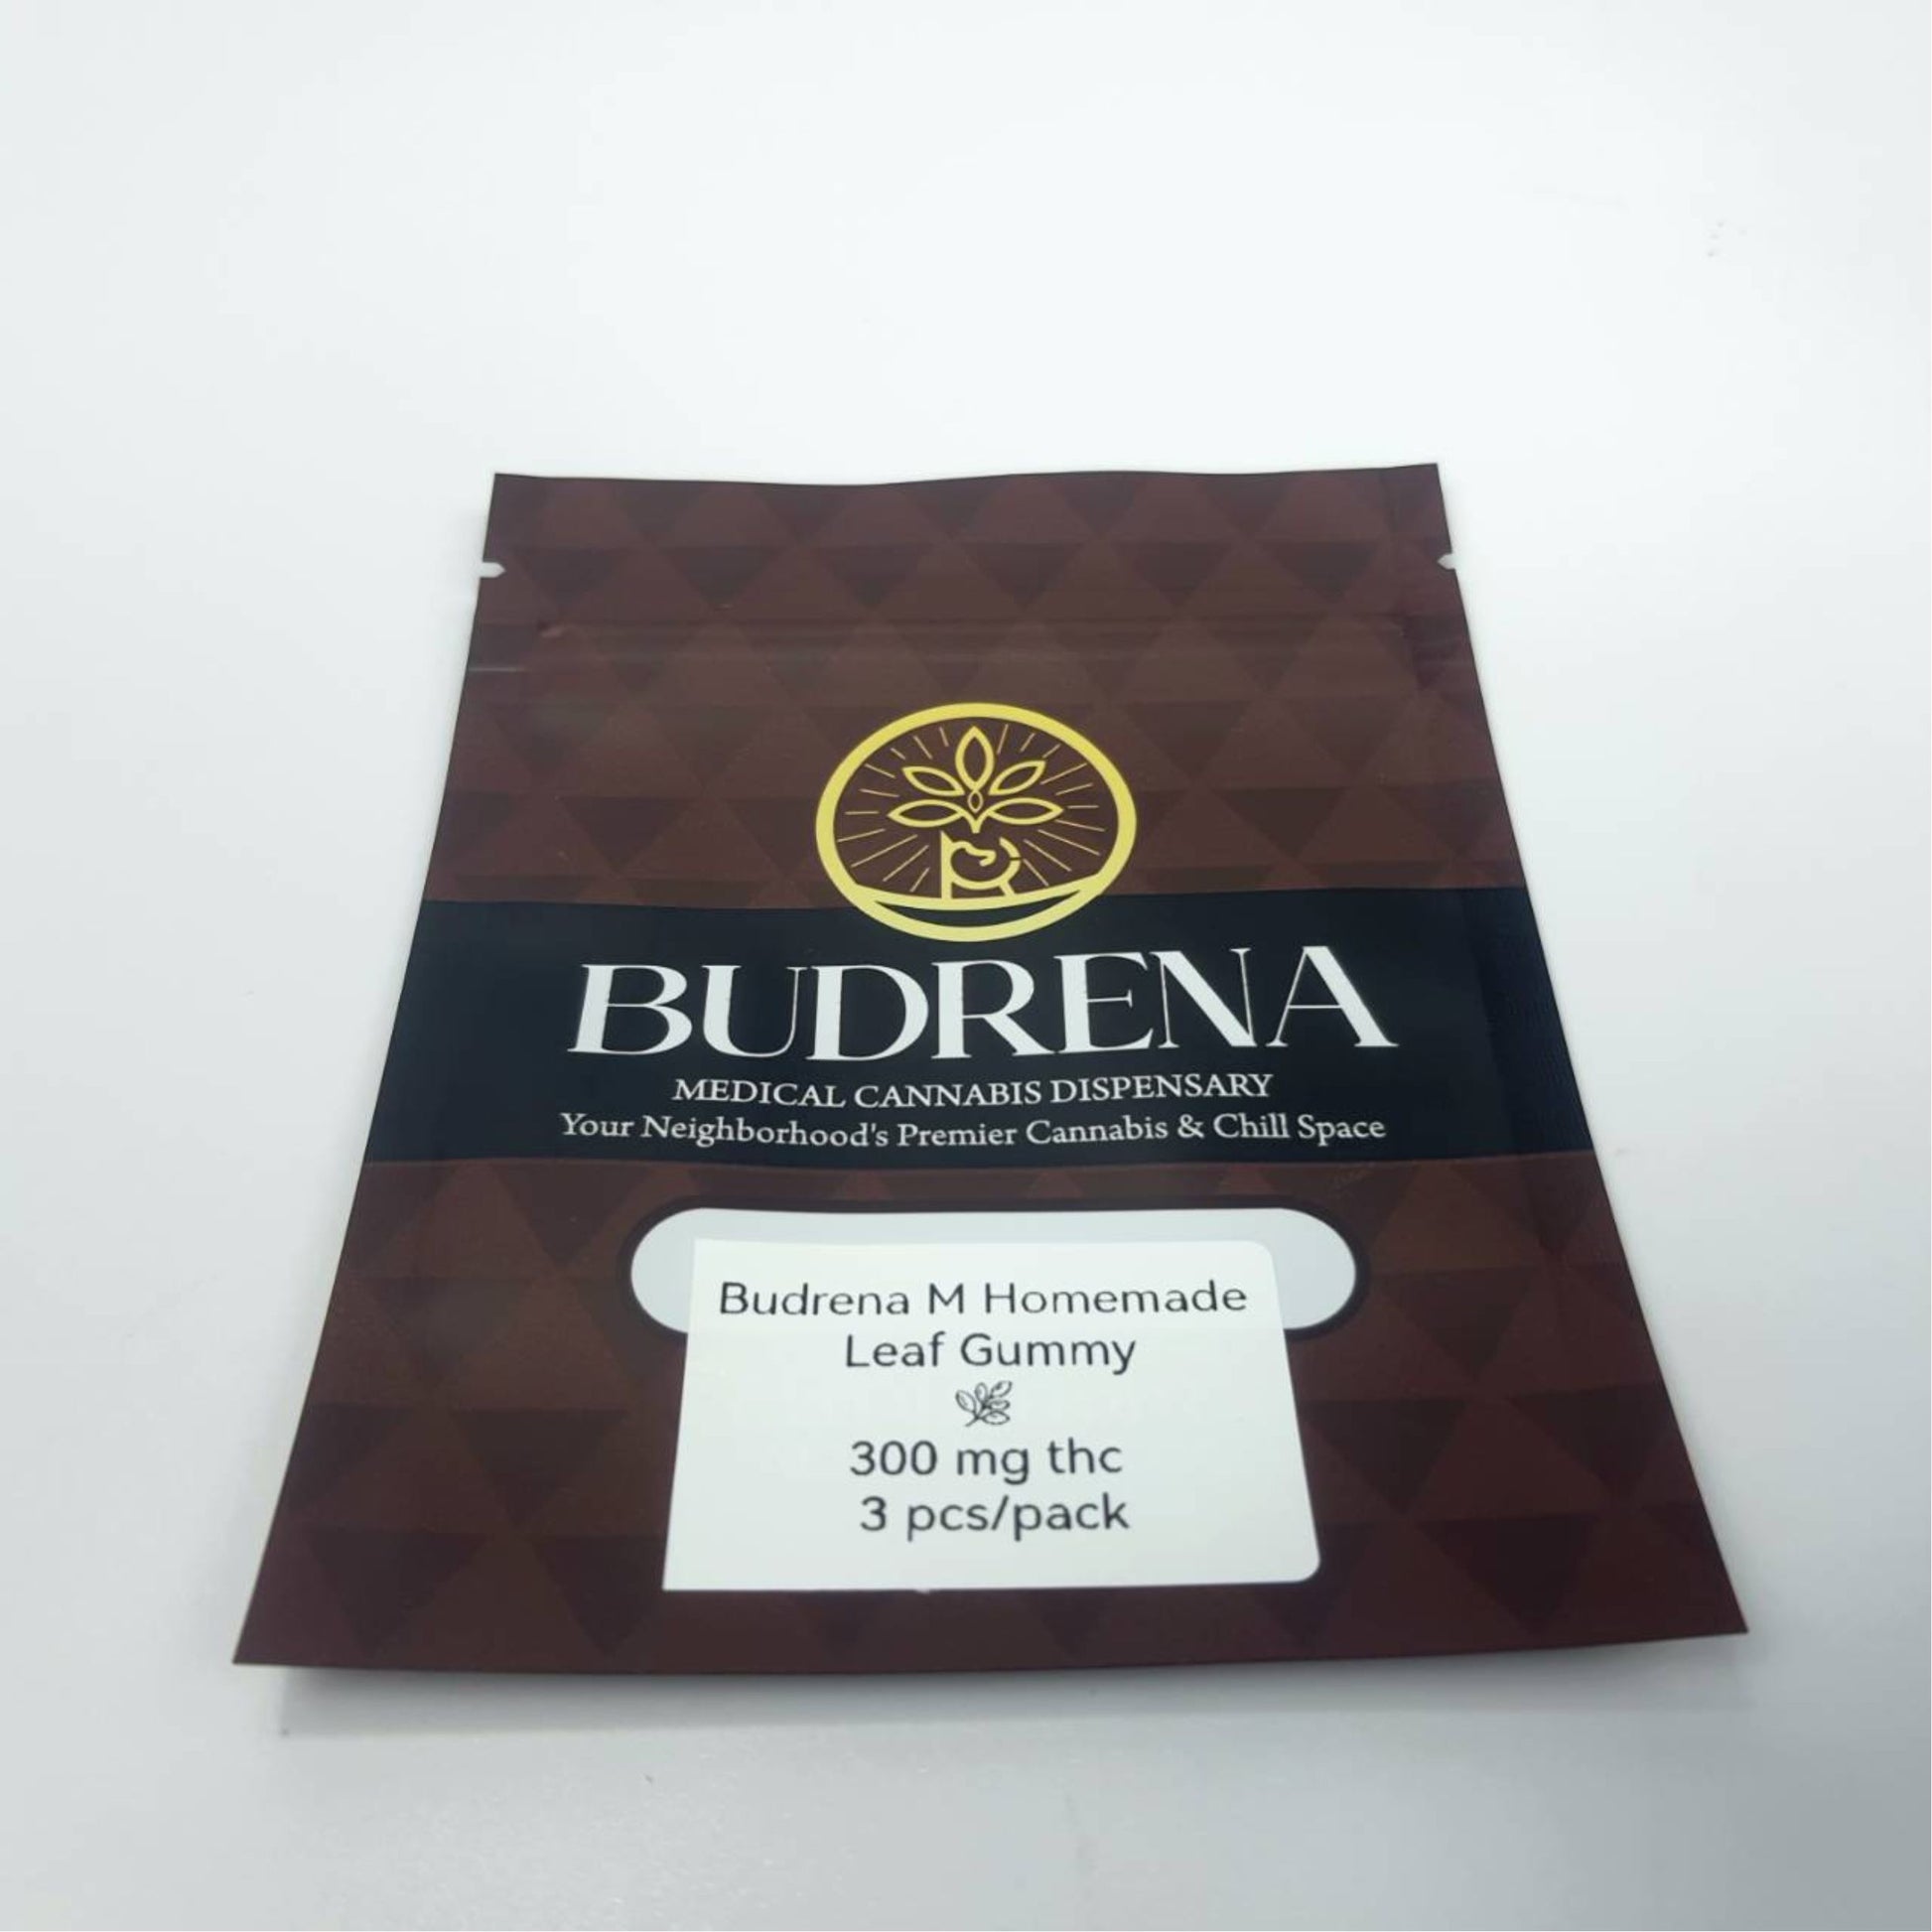 BUDRENA
MEDICAL CANNABIS DISPENSARY
Your Neighborhood's Premier Cannabis & Chill Space
Budrena M Homemade
Leaf Gummy
300 mg thc
3 pcs/pack